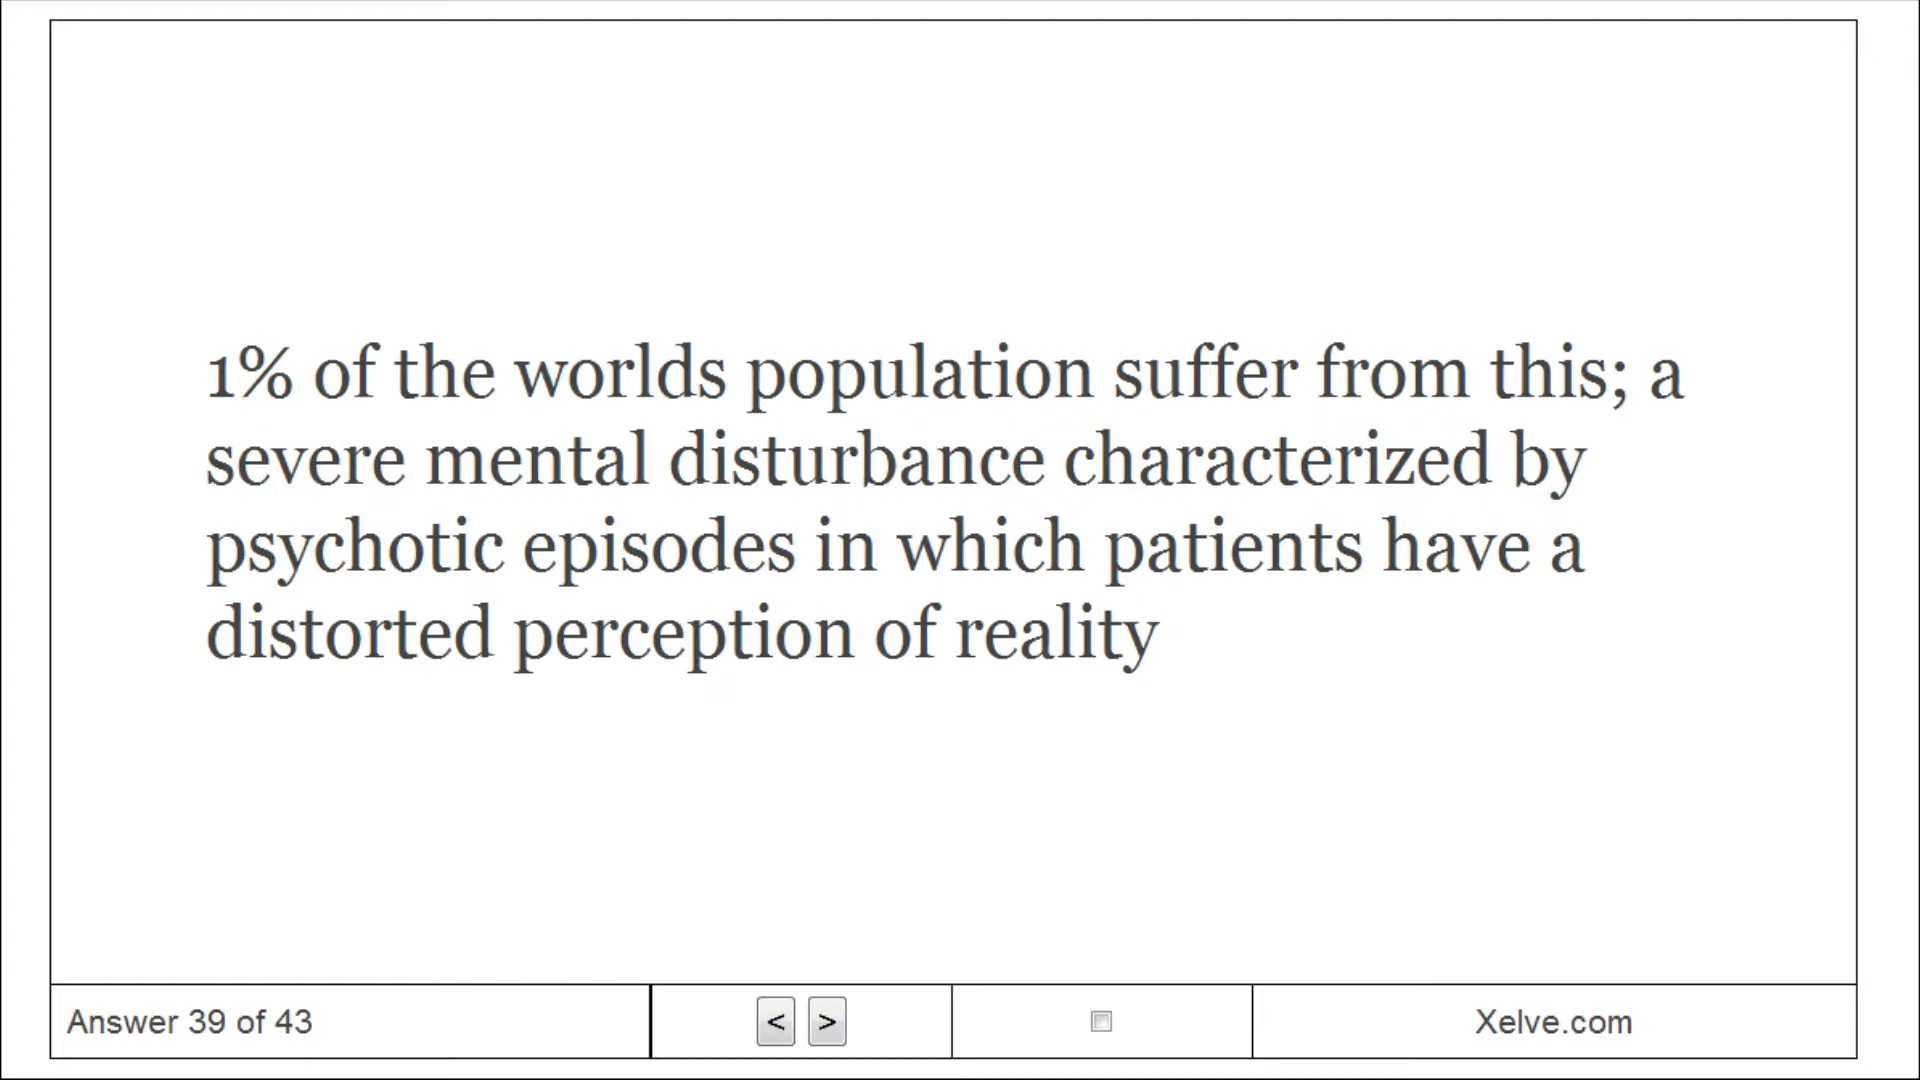 1% of the worlds population suffer from this; a
severe mental disturbance characterized by
psychotic episodes in which patients have a
distorted perception of reality
Answer 39 of 43
< >
Xelve.com